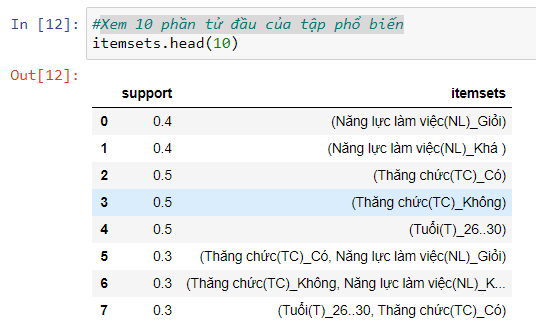 In [12]: #Xem 10 phần tử đầu của tập phổ biến
itemsets.head(10)
Out[12]:
support itemsets
0 0.4 (Năng lực làm việc(NL)_Giỏi)
1 0.4 (Năng lực làm việc(NL)_Khá )
2 0.5 (Thăng chức(TC)_Có)
3 0.5 (Thăng chức(TC)_Không)
4 0.5 (Tuổi(T)_26..30)
5 0.3 (Thăng chức(TC)_Có, Năng lực làm việc(NL)_Giỏi)
6 0.3 (Thăng chức(TC)_Không, Năng lực làm việc(NL)_K...
7 0.3 (Tuổi(T)_26..30, Thăng chức(TC)_Có)